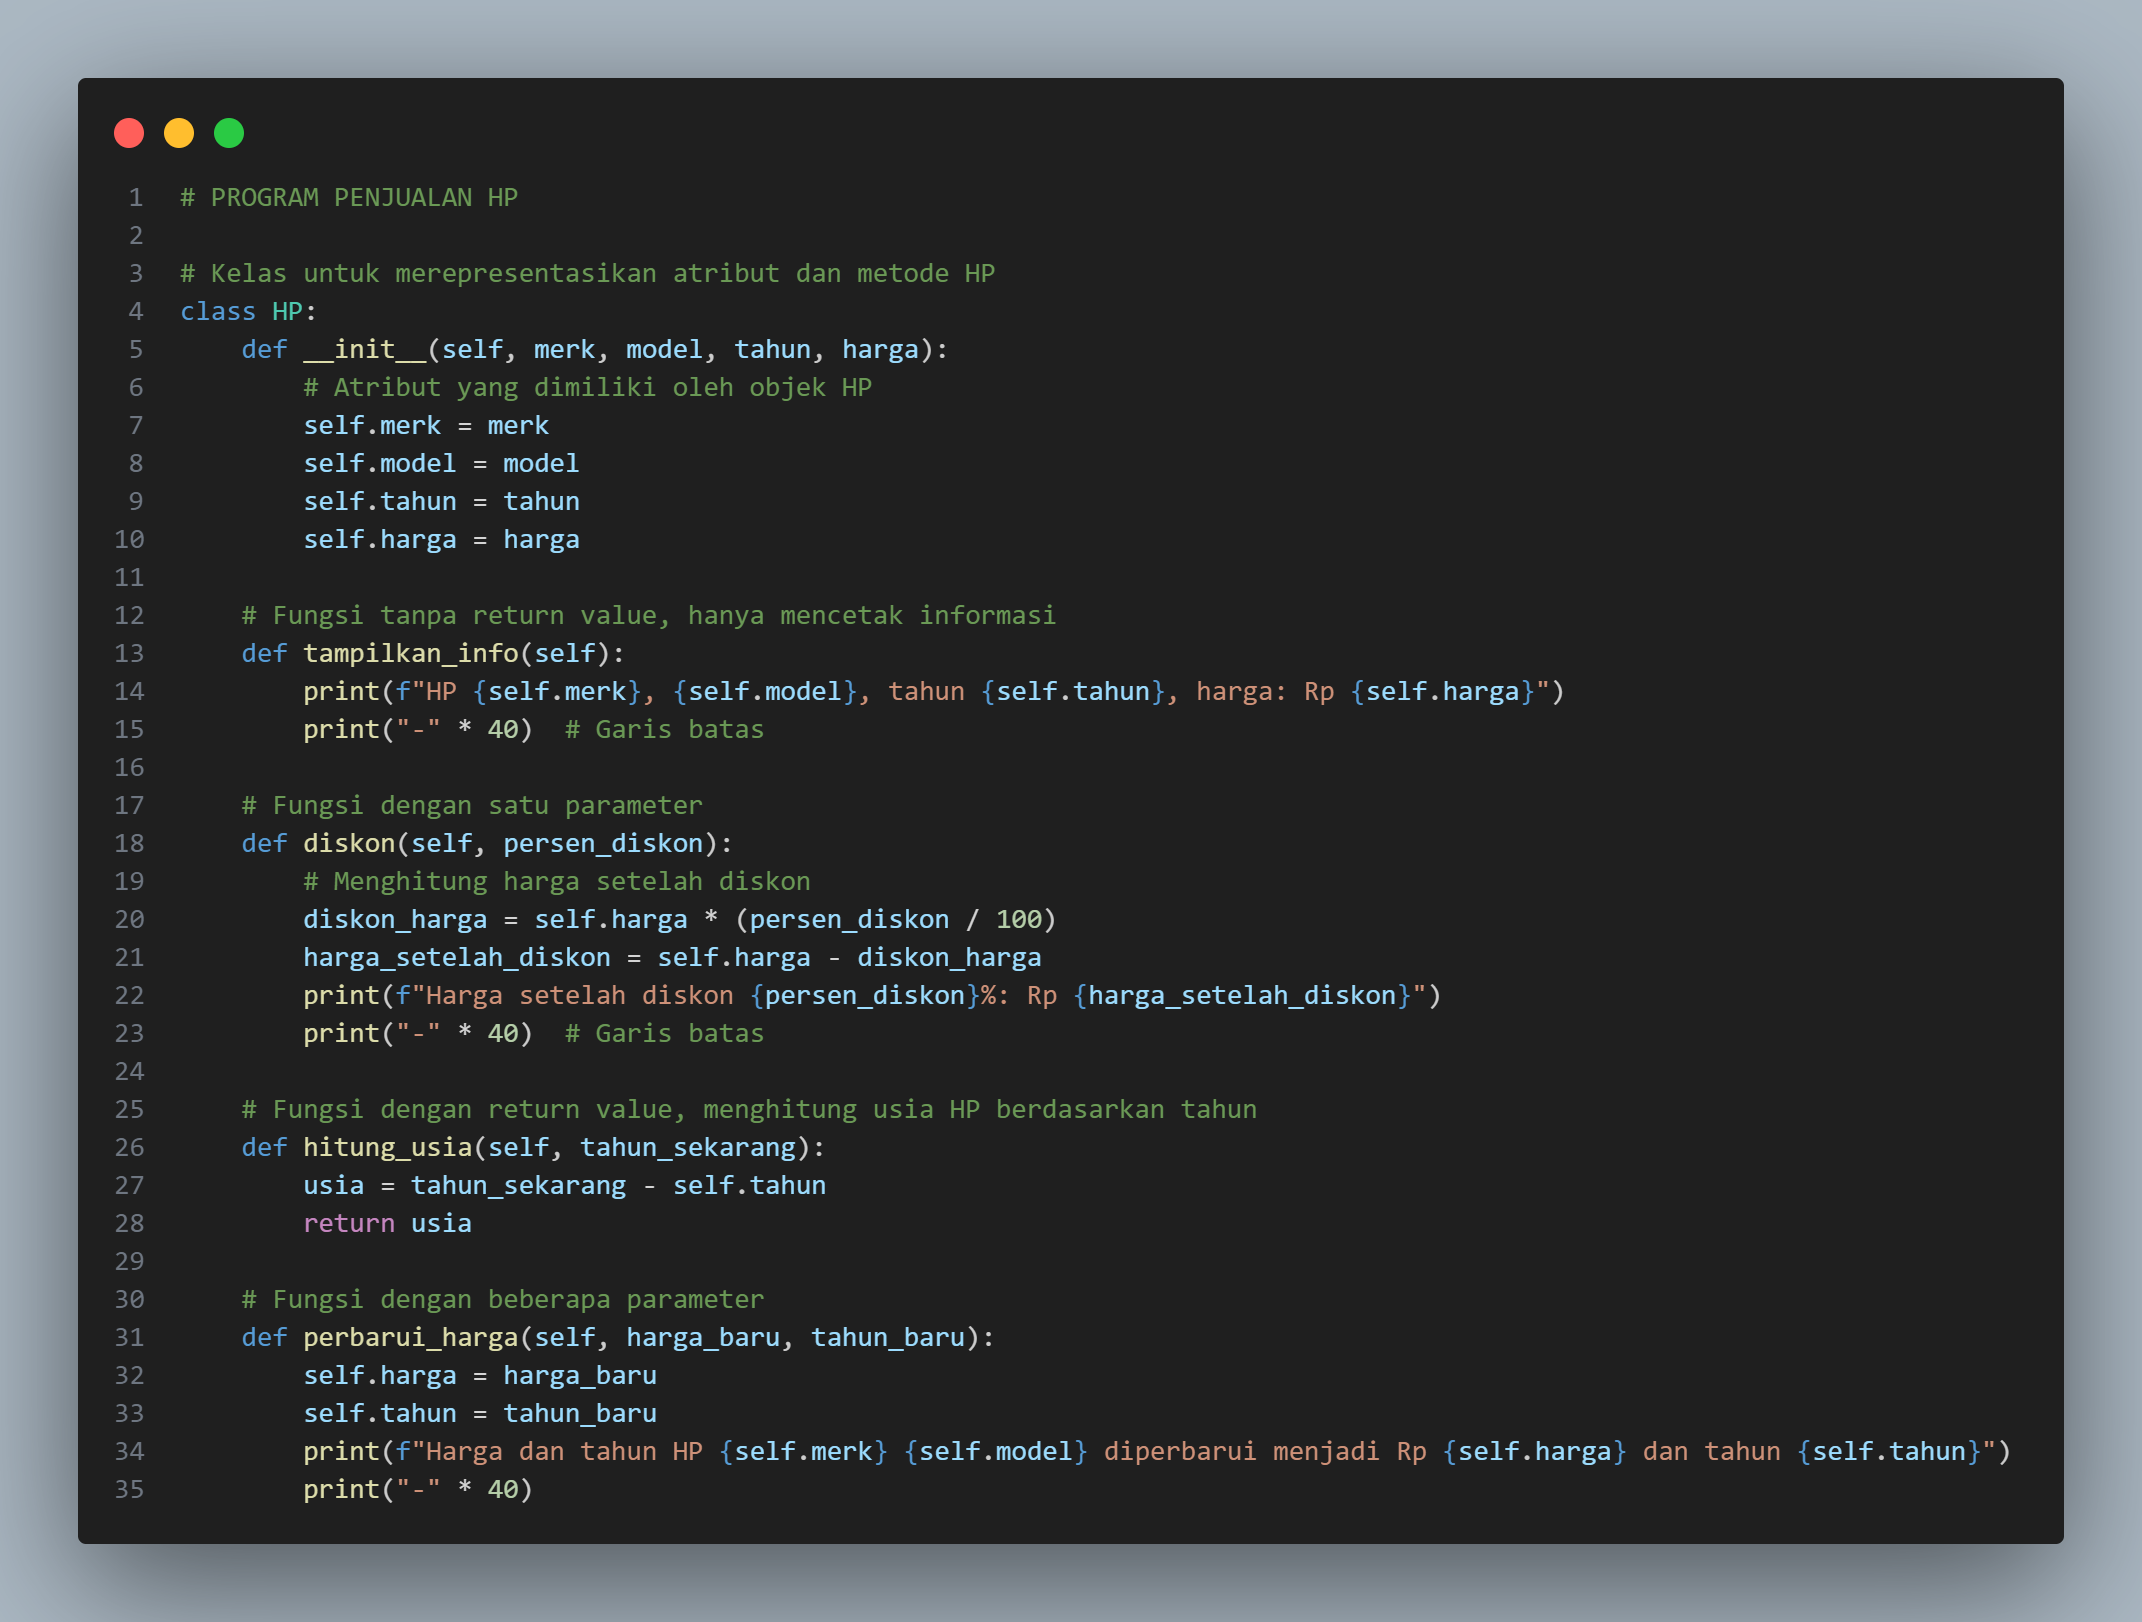 1 # PROGRAM PENJUALAN HP
2
3 # Kelas untuk merepresentasikan atribut dan metode HP
4 class HP:
5     def __init__(self, merk, model, tahun, harga):
6         # Atribut yang dimiliki oleh objek HP
7         self.merk = merk
8         self.model = model
9         self.tahun = tahun
10         self.harga = harga
11
12     # Fungsi tanpa return value, hanya mencetak informasi
13     def tampilkan_info(self):
14         print(f"HP {self.merk}, {self.model}, tahun {self.tahun}, harga: Rp {self.harga}")
15         print("-" * 40)  # Garis batas
16
17     # Fungsi dengan satu parameter
18     def diskon(self, persen_diskon):
19         # Menghitung harga setelah diskon
20         diskon_harga = self.harga * (persen_diskon / 100)
21         harga_setelah_diskon = self.harga - diskon_harga
22         print(f"Harga setelah diskon {persen_diskon}%: Rp {harga_setelah_diskon}")
23         print("-" * 40)  # Garis batas
24
25     # Fungsi dengan return value, menghitung usia HP berdasarkan tahun
26     def hitung_usia(self, tahun_sekarang):
27         usia = tahun_sekarang - self.tahun
28         return usia
29
30     # Fungsi dengan beberapa parameter
31     def perbarui_harga(self, harga_baru, tahun_baru):
32         self.harga = harga_baru
33         self.tahun = tahun_baru
34         print(f"Harga dan tahun HP {self.merk} {self.model} diperbarui menjadi Rp {self.harga} dan tahun {self.tahun}")
35         print("-" * 40)